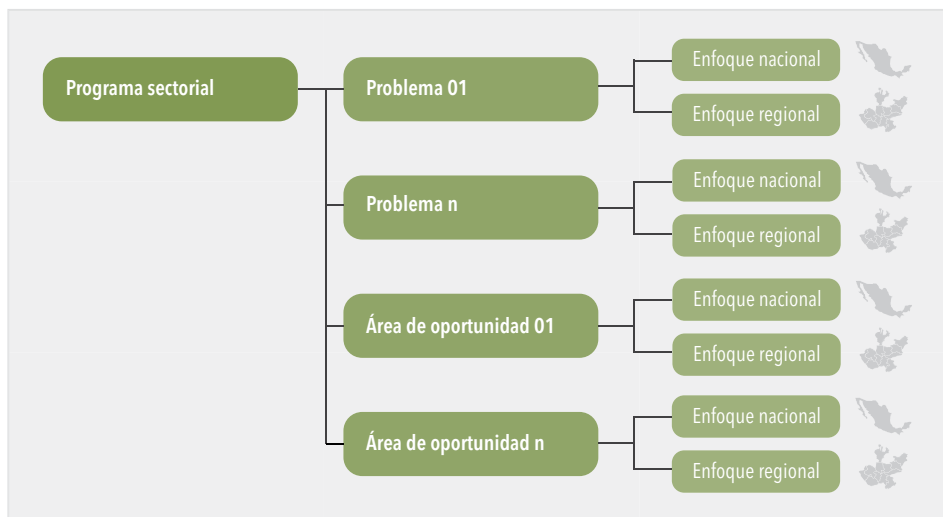 Programa sectorial
Problema 01
Enfoque nacional
Enfoque regional
Problema n
Enfoque nacional
Enfoque regional
Área de oportunidad 01
Enfoque nacional
Enfoque regional
Área de oportunidad n
Enfoque nacional
Enfoque regional